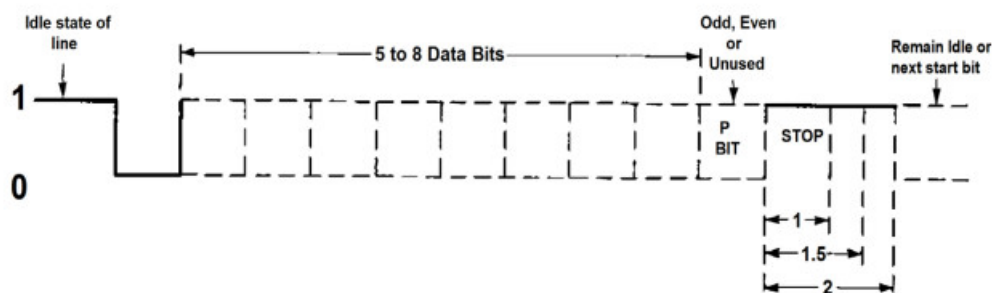 Idle state of
line
5 to 8 Data Bits
Odd, Even
or
Unused
Remain Idle or
next start bit
1
P
BIT
STOP
0
1
1.5
2